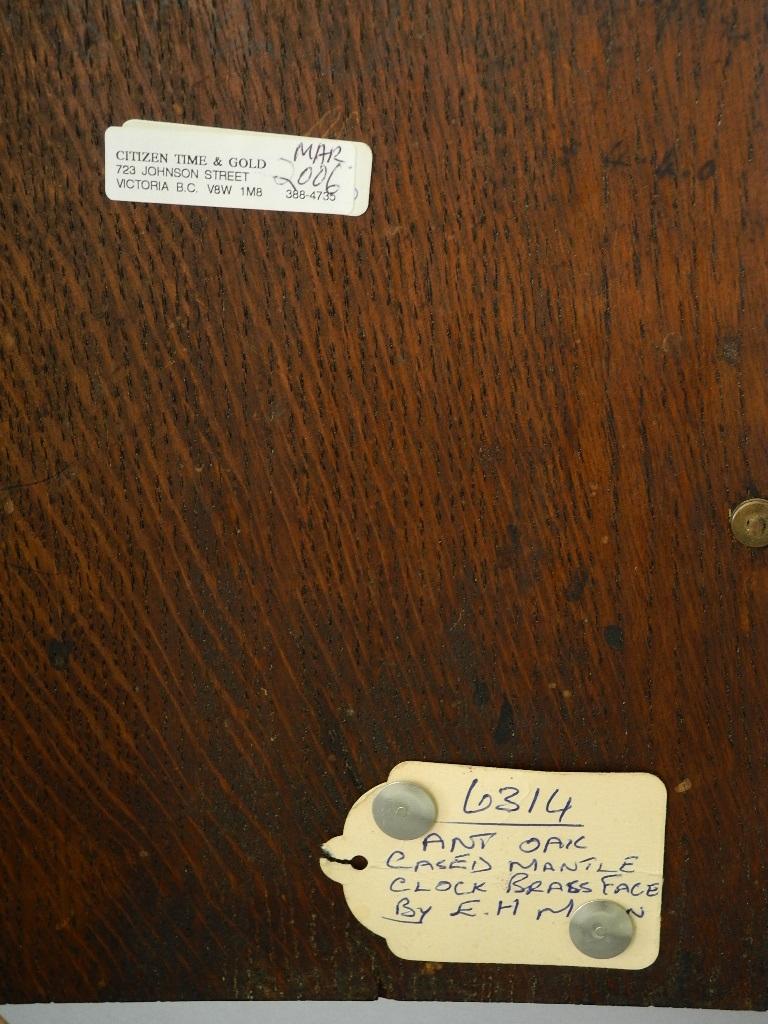 CITIZEN TIME & GOLD
723 JOHNSON STREET
VICTORIA B.C. V8W 1M8 388-4735
MAR
2006
6314
ANT OAK
CASED MANTLE
CLOCK BRASS FACE
By E.H